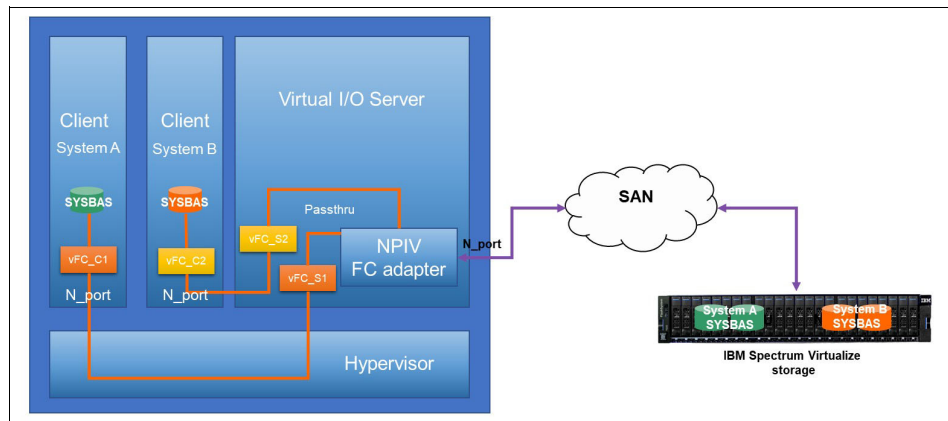 Client
System A
SYSBAS
vFC_C1
N_port
Client
System B
SYSBAS
vFC_C2
N_port
Virtual I/O Server
Passthru
vFC_S2
vFC_S1
NPIV
FC adapter
N_port
Hypervisor
SAN
System A
SYSBAS
System B
SYSBAS
IBM
IBM Spectrum Virtualize
storage